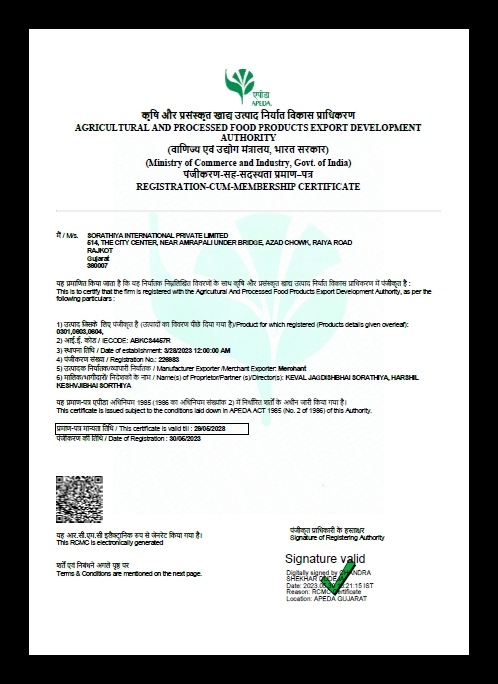 एपीडा
APEDA
कृषि और प्रसंस्कृत खाद्य उत्पाद निर्यात विकास प्राधिकरण
AGRICULTURAL AND PROCESSED FOOD PRODUCTS EXPORT DEVELOPMENT
AUTHORITY
(वाणिज्य एवं उद्योग मंत्रालय, भारत सरकार)
(Ministry of Commerce and Industry, Govt. of India)
पंजीकरण-सह-सदस्यता प्रमाण-पत्र
REGISTRATION-CUM-MEMBERSHIP CERTIFICATE
मै / M/s. SORATHIYA INTERNATIONAL PRIVATE LIMITED
514, THE CITY CENTER, NEAR AMRAPALI UNDER BRIDGE, AZAD CHOWK, RAIYA ROAD
RAJKOT
Gujarat
360007
यह प्रमाणित किया जाता है कि यह निर्यातक निम्नलिखित विवरणों के साथ कृषि और प्रसंस्कृत खाद्य उत्पाद निर्यात विकास प्राधिकरण में पंजीकृत है :
This is to certify that the firm is registered with the Agricultural And Processed Food Products Export Development Authority, as per the
following particulars :
1) उत्पाद जिसके लिए पंजीकृत है (उत्पादों का विवरण पीछे दिया गया है)/Product for which registered (Products details given overleaf):
0301,0603,0604,
2) आई.ई. कोड / IECODE: ABKCS4457R
3) स्थापना तिथि / Date of establishment: 3/28/2023 12:00:00 AM
4) पंजीकरण संख्या / Registration No.: 226983
5) उत्पादक निर्यातक/व्यापारी निर्यातक / Manufacturer Exporter /Merchant Exporter: Merchant
6) मालिक/भागीदारों/ निदेशकों के नाम / Name(s) of Proprietor/Partner (s)/Director(s): KEVAL JAGDISHBHAI SORATHIYA, HARSHIL
KESHVJIBHAI SORTHIYA
यह प्रमाण-पत्र एपीडा अधिनियम 1985 (1986 का अधिनियम संख्यांक 2) में निर्धारित शर्तों के अधीन जारी किया गया है।
This certificate is issued subject to the conditions laid down in APEDA ACT 1985 (No. 2 of 1986) of this Authority.
प्रमाण-पत्र मान्यता तिथि / This certificate is valid till : 29/05/2028
पंजीकरण की तिथि / Date of Registration : 30/05/2023
यह आर.सी.एम.सी इलैक्ट्रानिक रुप से जेनरेट किया गया है।
This RCMC is electronically generated
पंजीकृत प्राधिकारी के हस्ताक्षर
Signature of Registering Authority
शर्तें एवं निबंधने अगले पृष्ठ पर
Terms & Conditions are mentioned on the next page.
Signature valid
Digitally signed by CHANDRA
SHEKHAR
Date: 2023.05 :21:15 IST
Reason: RCMC Certificate
Location: APEDA GUJARAT